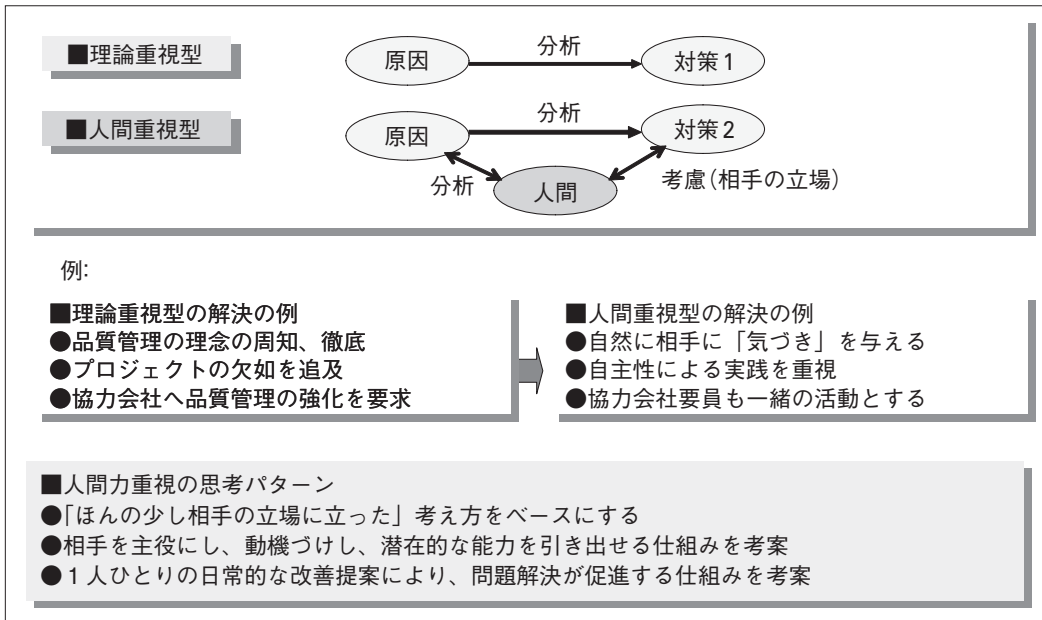 ■理論重視型
原因
分析
対策1
■人間重視型
原因
分析
対策2
分析
人間
考慮(相手の立場)
例:
■理論重視型の解決の例
●品質管理の理念の周知、徹底
●プロジェクトの欠如を追及
●協力会社へ品質管理の強化を要求
■人間重視型の解決の例
●自然に相手に「気づき」を与える
●自主性による実践を重視
●協力会社要員も一緒の活動とする
■人間力重視の思考パターン
●「ほんの少し相手の立場に立った」考え方をベースにする
●相手を主役にし、動機づけし、潜在的な能力を引き出せる仕組みを考案
●1人ひとりの日常的な改善提案により、問題解決が促進する仕組みを考案